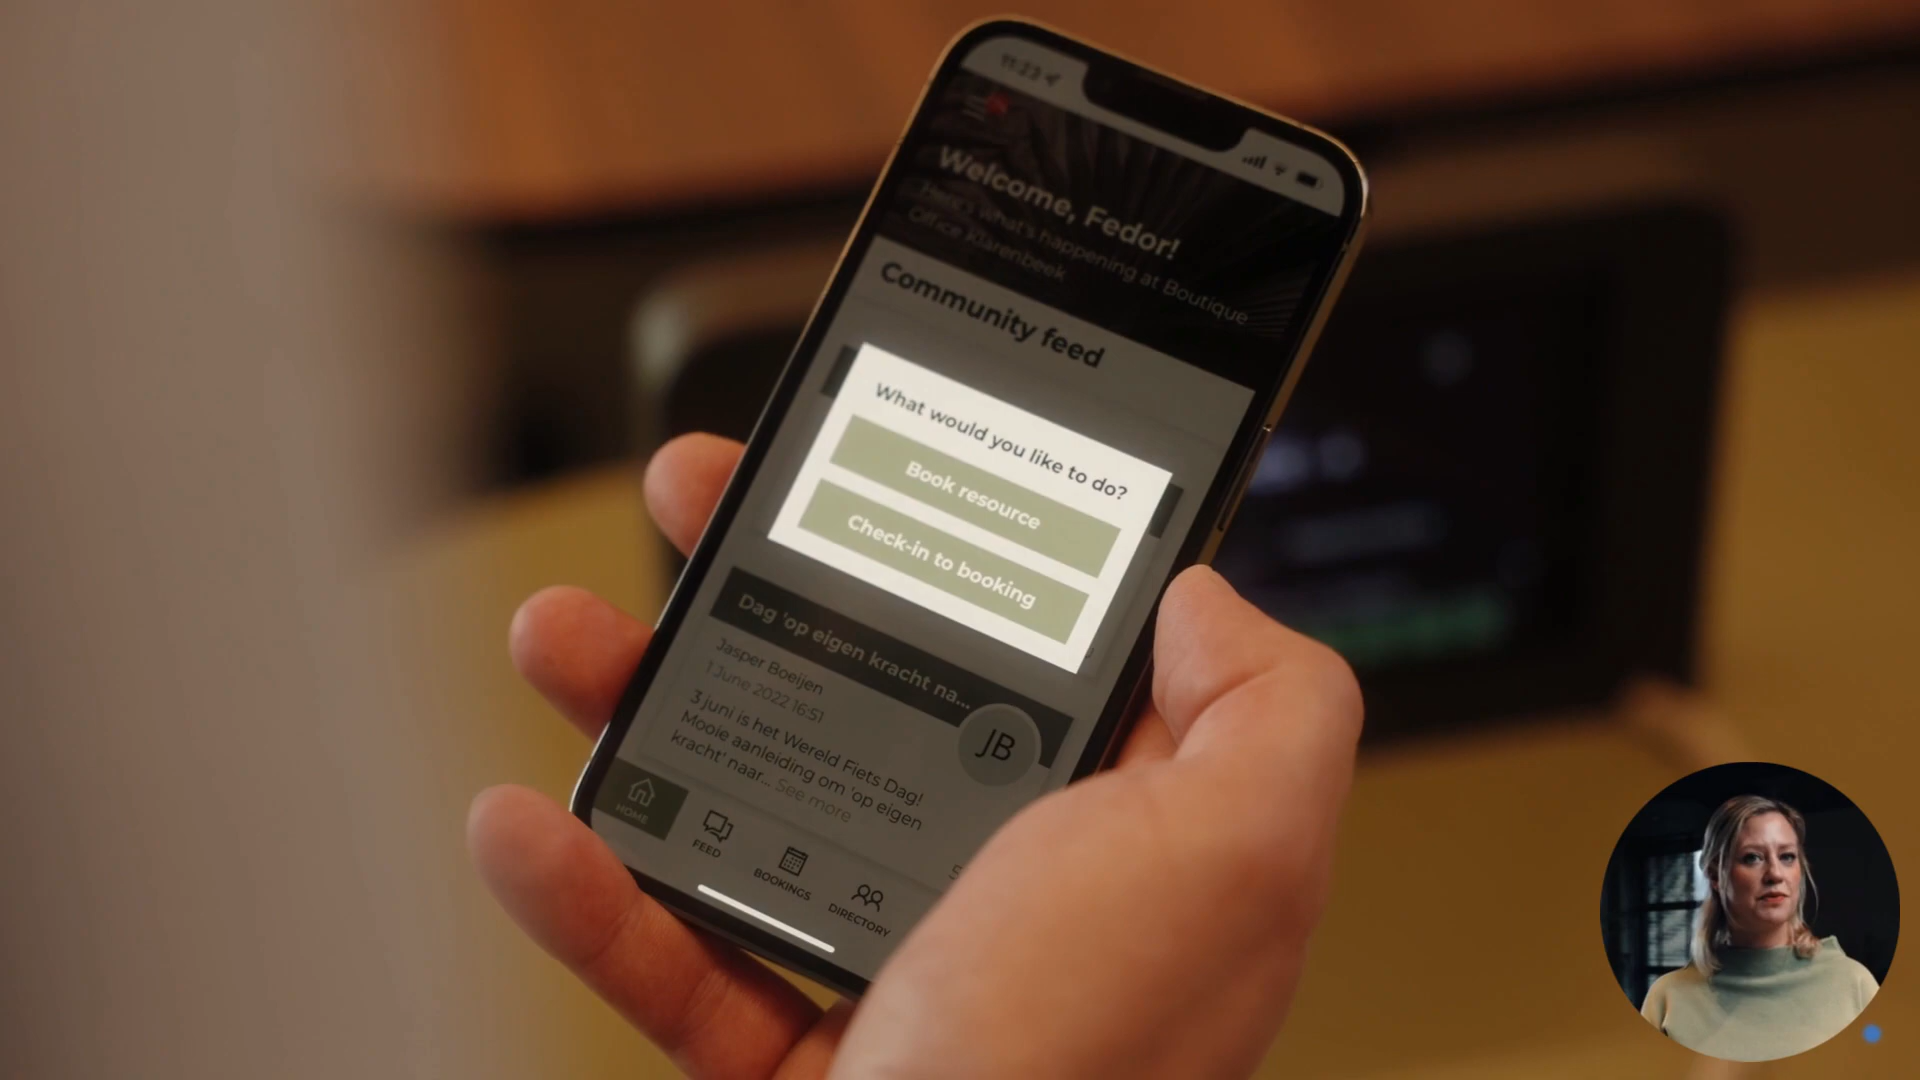 11:23
Welcome, Fedor!
Here's what's happening at Boutique
Office Klarenbeek
Community feed
What would you like to do?
Book resource
Check-in to booking
Dag 'op eigen kracht na...
Jasper Boeijen
1 June 2022 16:51
JB
3 juni is het Wereld Fiets Dag!
Mooie aanleiding om 'op eigen
kracht' naar... See more
HOME
FEED
BOOKINGS
DIRECTORY